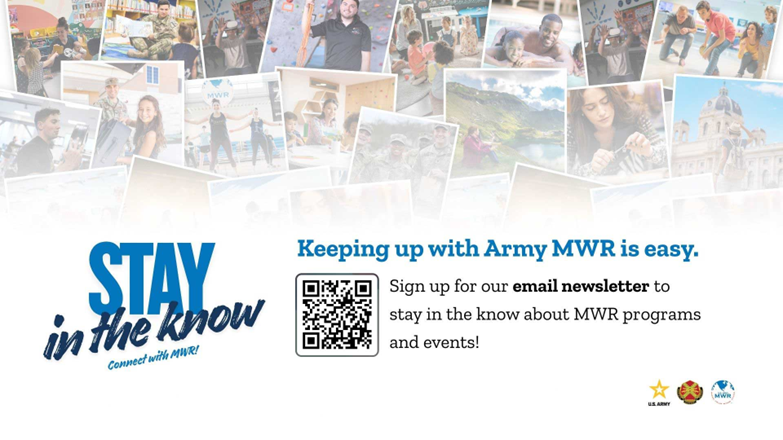 MWR
STAY
in the know
Connect with MWR!
Keeping up with Army MWR is easy.
Sign up for our email newsletter to
stay in the know about MWR programs
and events!
U.S. ARMY
MWR